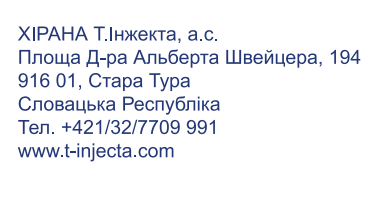 ХІРАНА Т.Інжекта, а.с.
Площа Д-ра Альберта Швейцера, 194
916 01, Стара Тура
Словацька Республіка
Тел. +421/32/7709 991
www.t-injecta.com